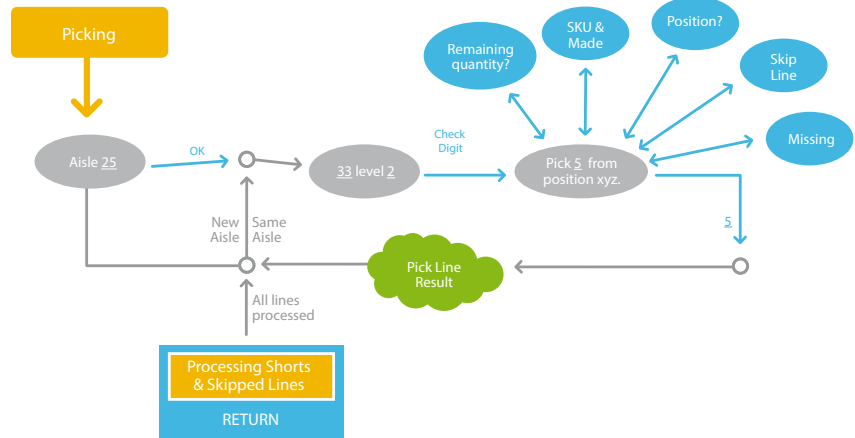 Picking
Remaining
quantity?
SKU &
Made
Position?
Skip
Line
Missing
Aisle 25
OK
33 level 2
Check
Digit
Pick 5 from
position xyz.
5
New
Aisle
Same
Aisle
Pick Line
Result
All lines
processed
Processing Shorts
& Skipped Lines
RETURN